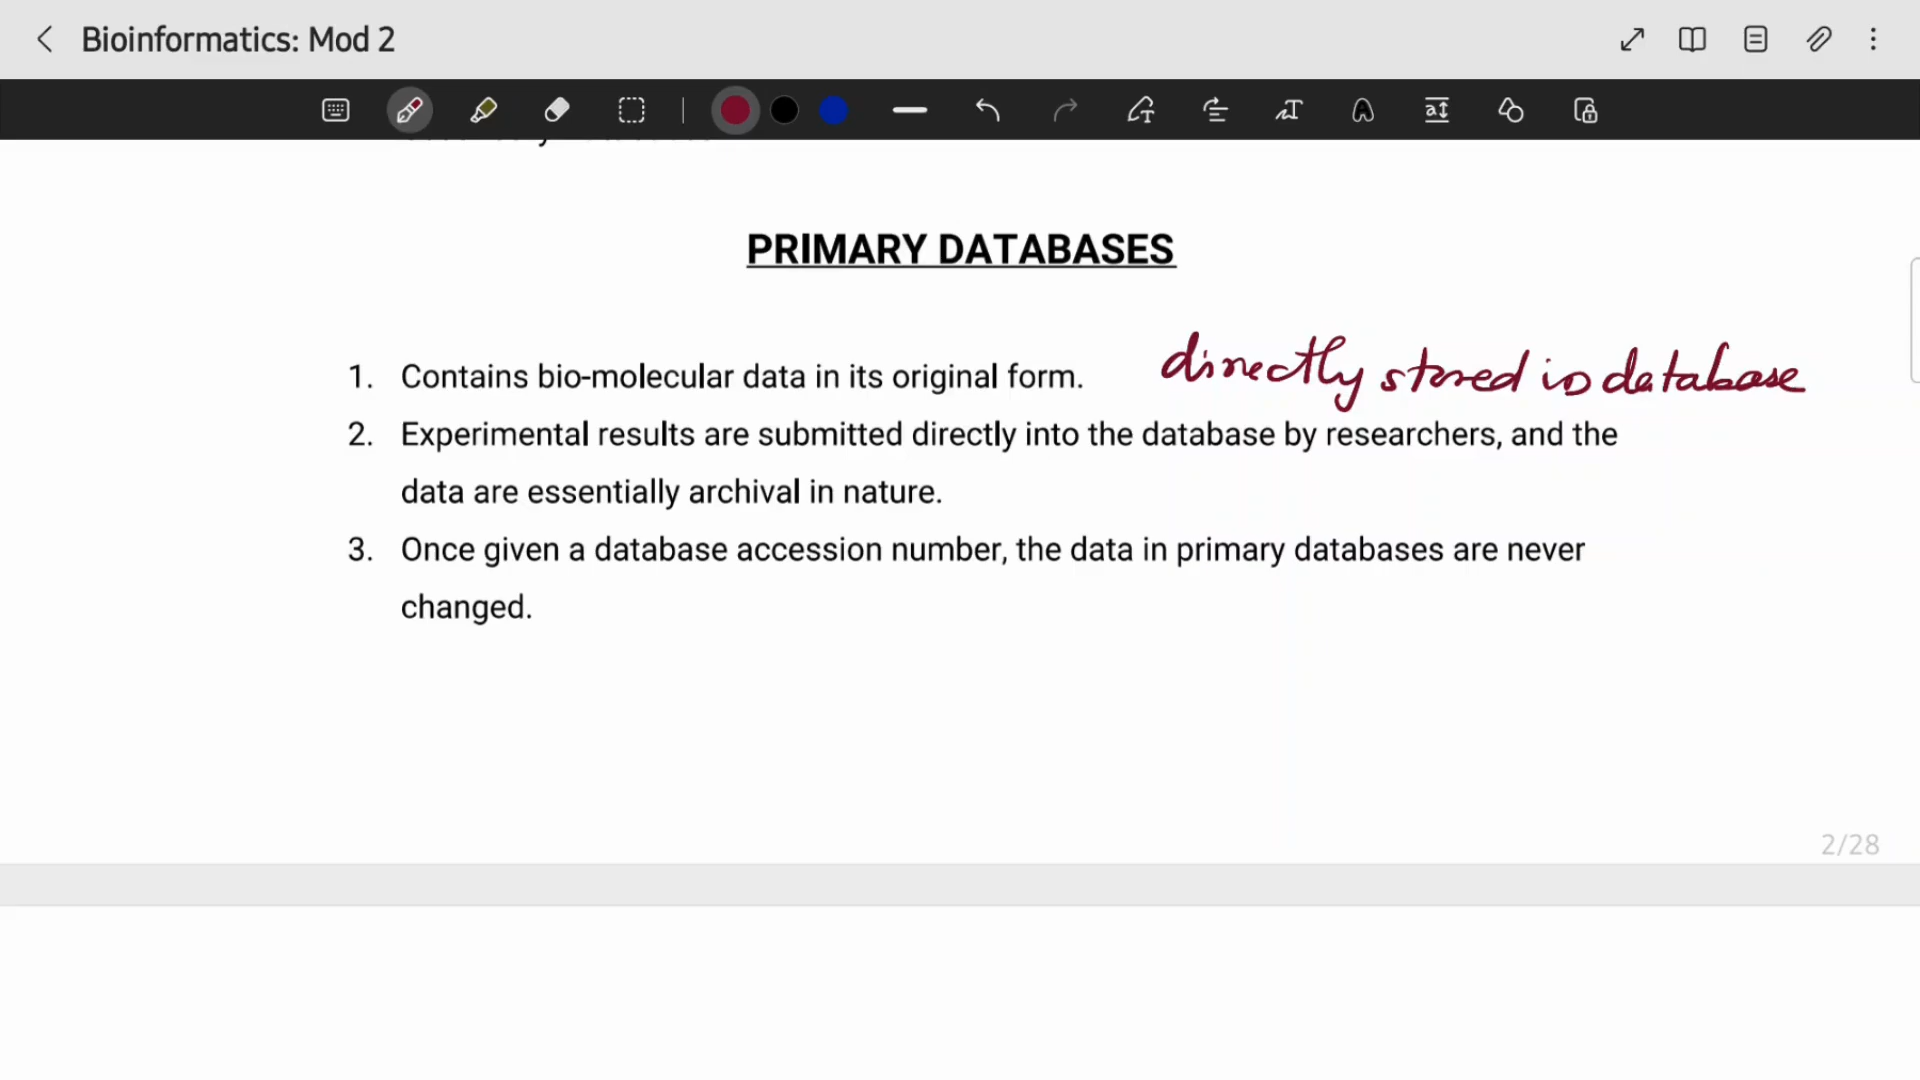 Bioinformatics: Mod 2
PRIMARY DATABASES
1. Contains bio-molecular data in its original form. directly stored in database
2. Experimental results are submitted directly into the database by researchers, and the
data are essentially archival in nature.
3. Once given a database accession number, the data in primary databases are never
changed.
2/28